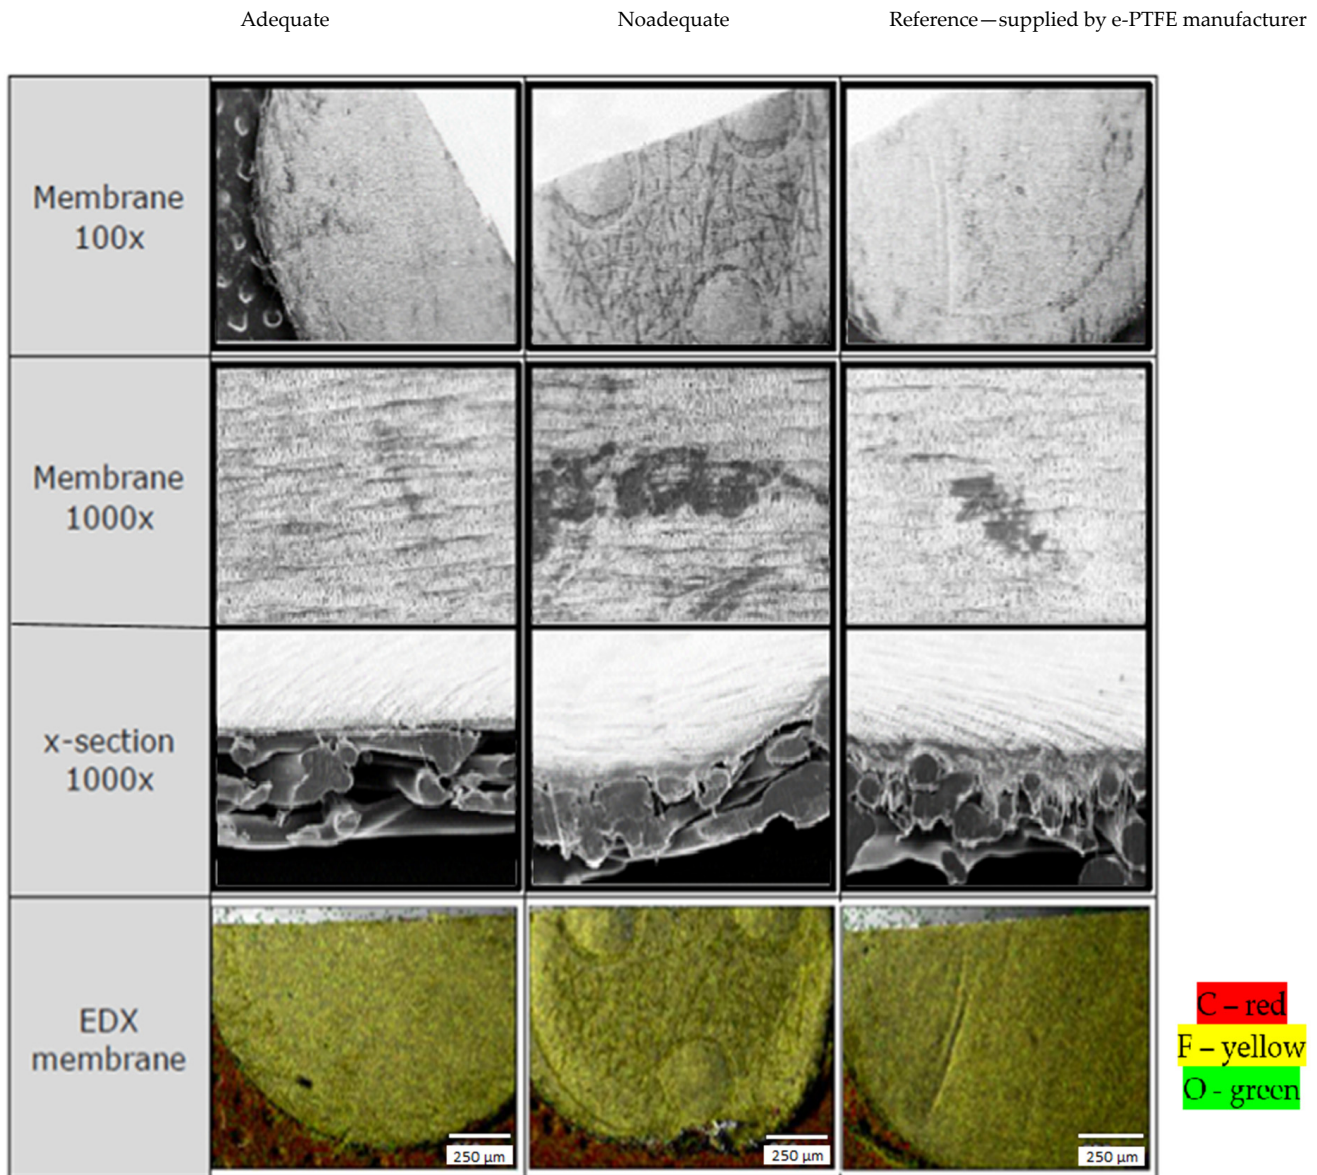 Adequate Noadequate Reference—supplied by e-PTFE manufacturer
Membrane
100x
Membrane
1000x
x-section
1000x
EDX
membrane
250 µm 250 µm 250 µm
C – red
F – yellow
O - green